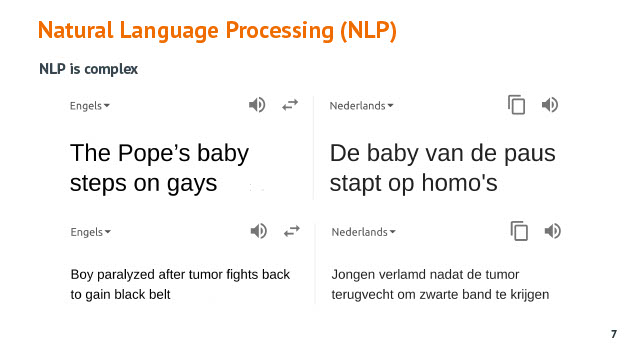 Natural Language Processing (NLP)
NLP is complex
Engels
Nederlands
The Pope’s baby
steps on gays
De baby van de paus
stapt op homo's
Engels
Nederlands
Boy paralyzed after tumor fights back
to gain black belt
Jongen verlamd nadat de tumor
terugvecht om zwarte band te krijgen
7